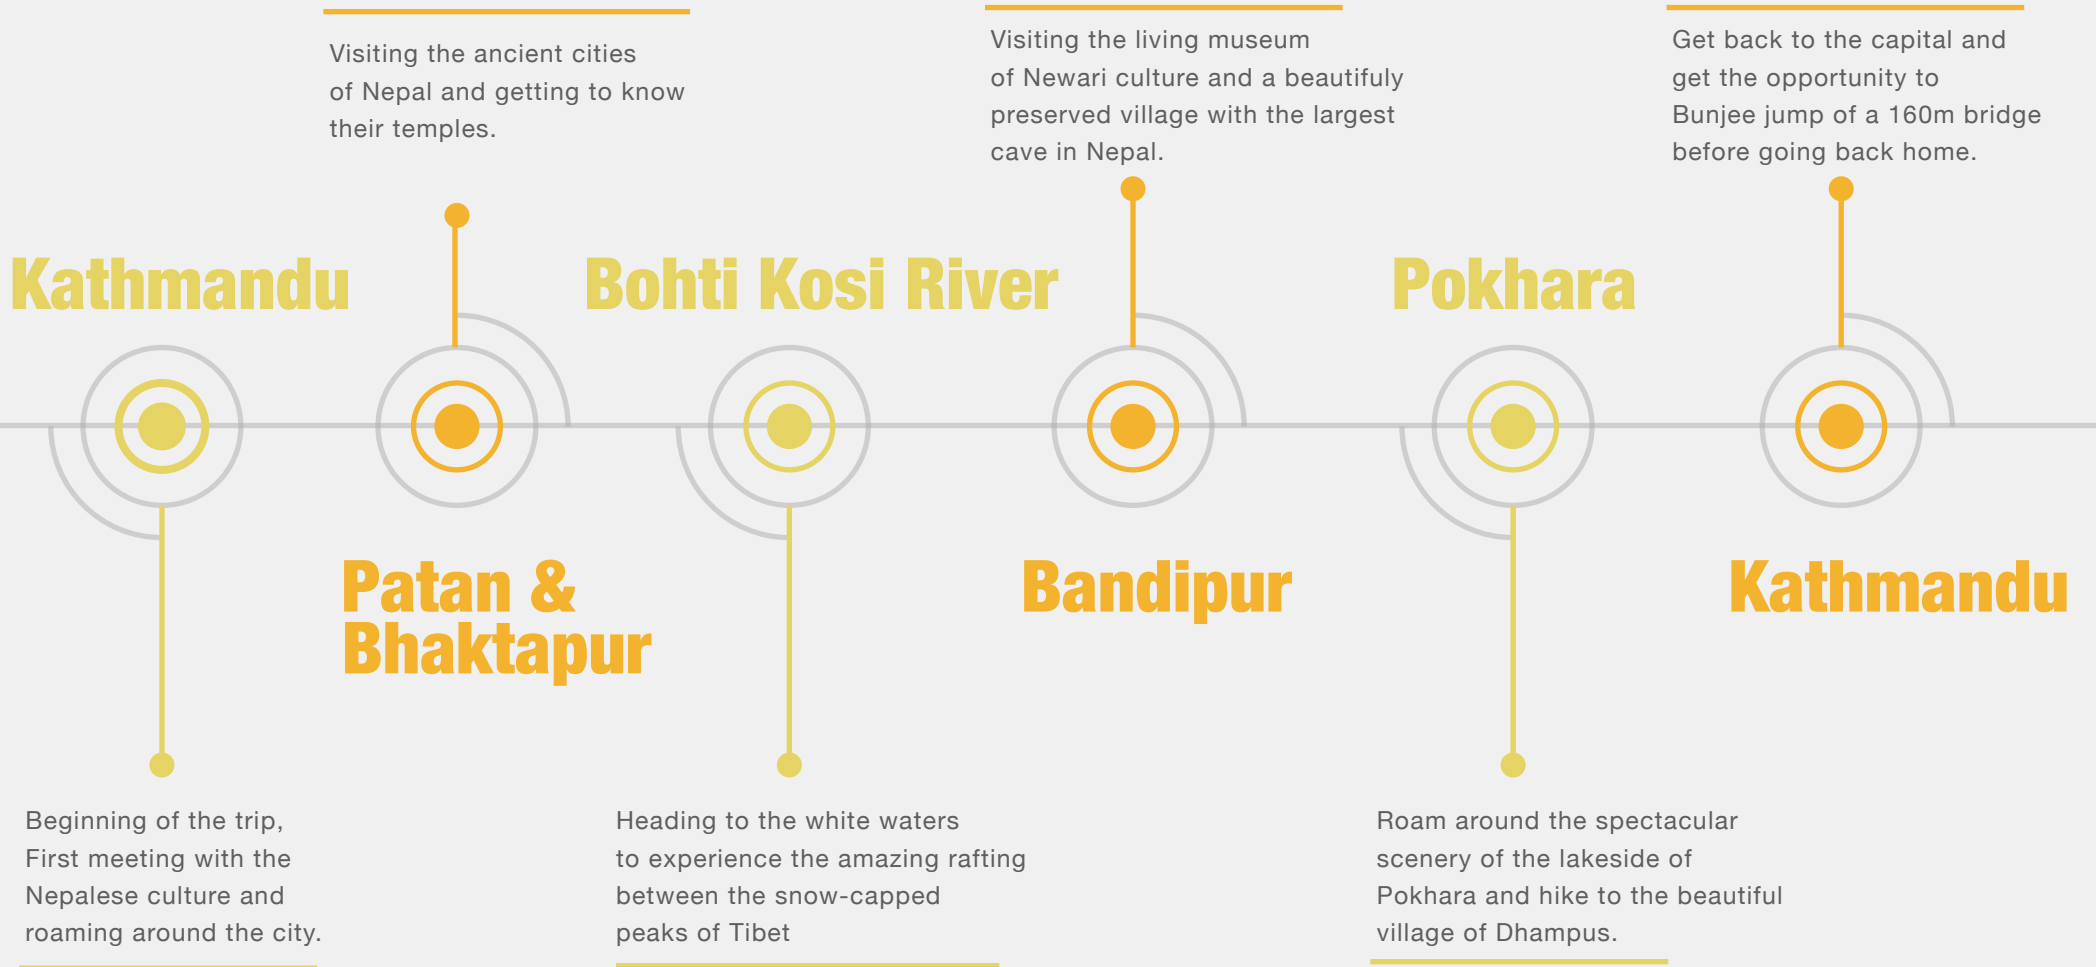 Visiting the ancient cities
of Nepal and getting to know
their temples.
Visiting the living museum
of Newari culture and a beautifuly
preserved village with the largest
cave in Nepal.
Get back to the capital and
get the opportunity to
Bunjee jump of a 160m bridge
before going back home.
Kathmandu
Bohti Kosi River
Pokhara
Patan &
Bhaktapur
Bandipur
Kathmandu
Beginning of the trip,
First meeting with the
Nepalese culture and
roaming around the city.
Heading to the white waters
to experience the amazing rafting
between the snow-capped
peaks of Tibet
Roam around the spectacular
scenery of the lakeside of
Pokhara and hike to the beautiful
village of Dhampus.